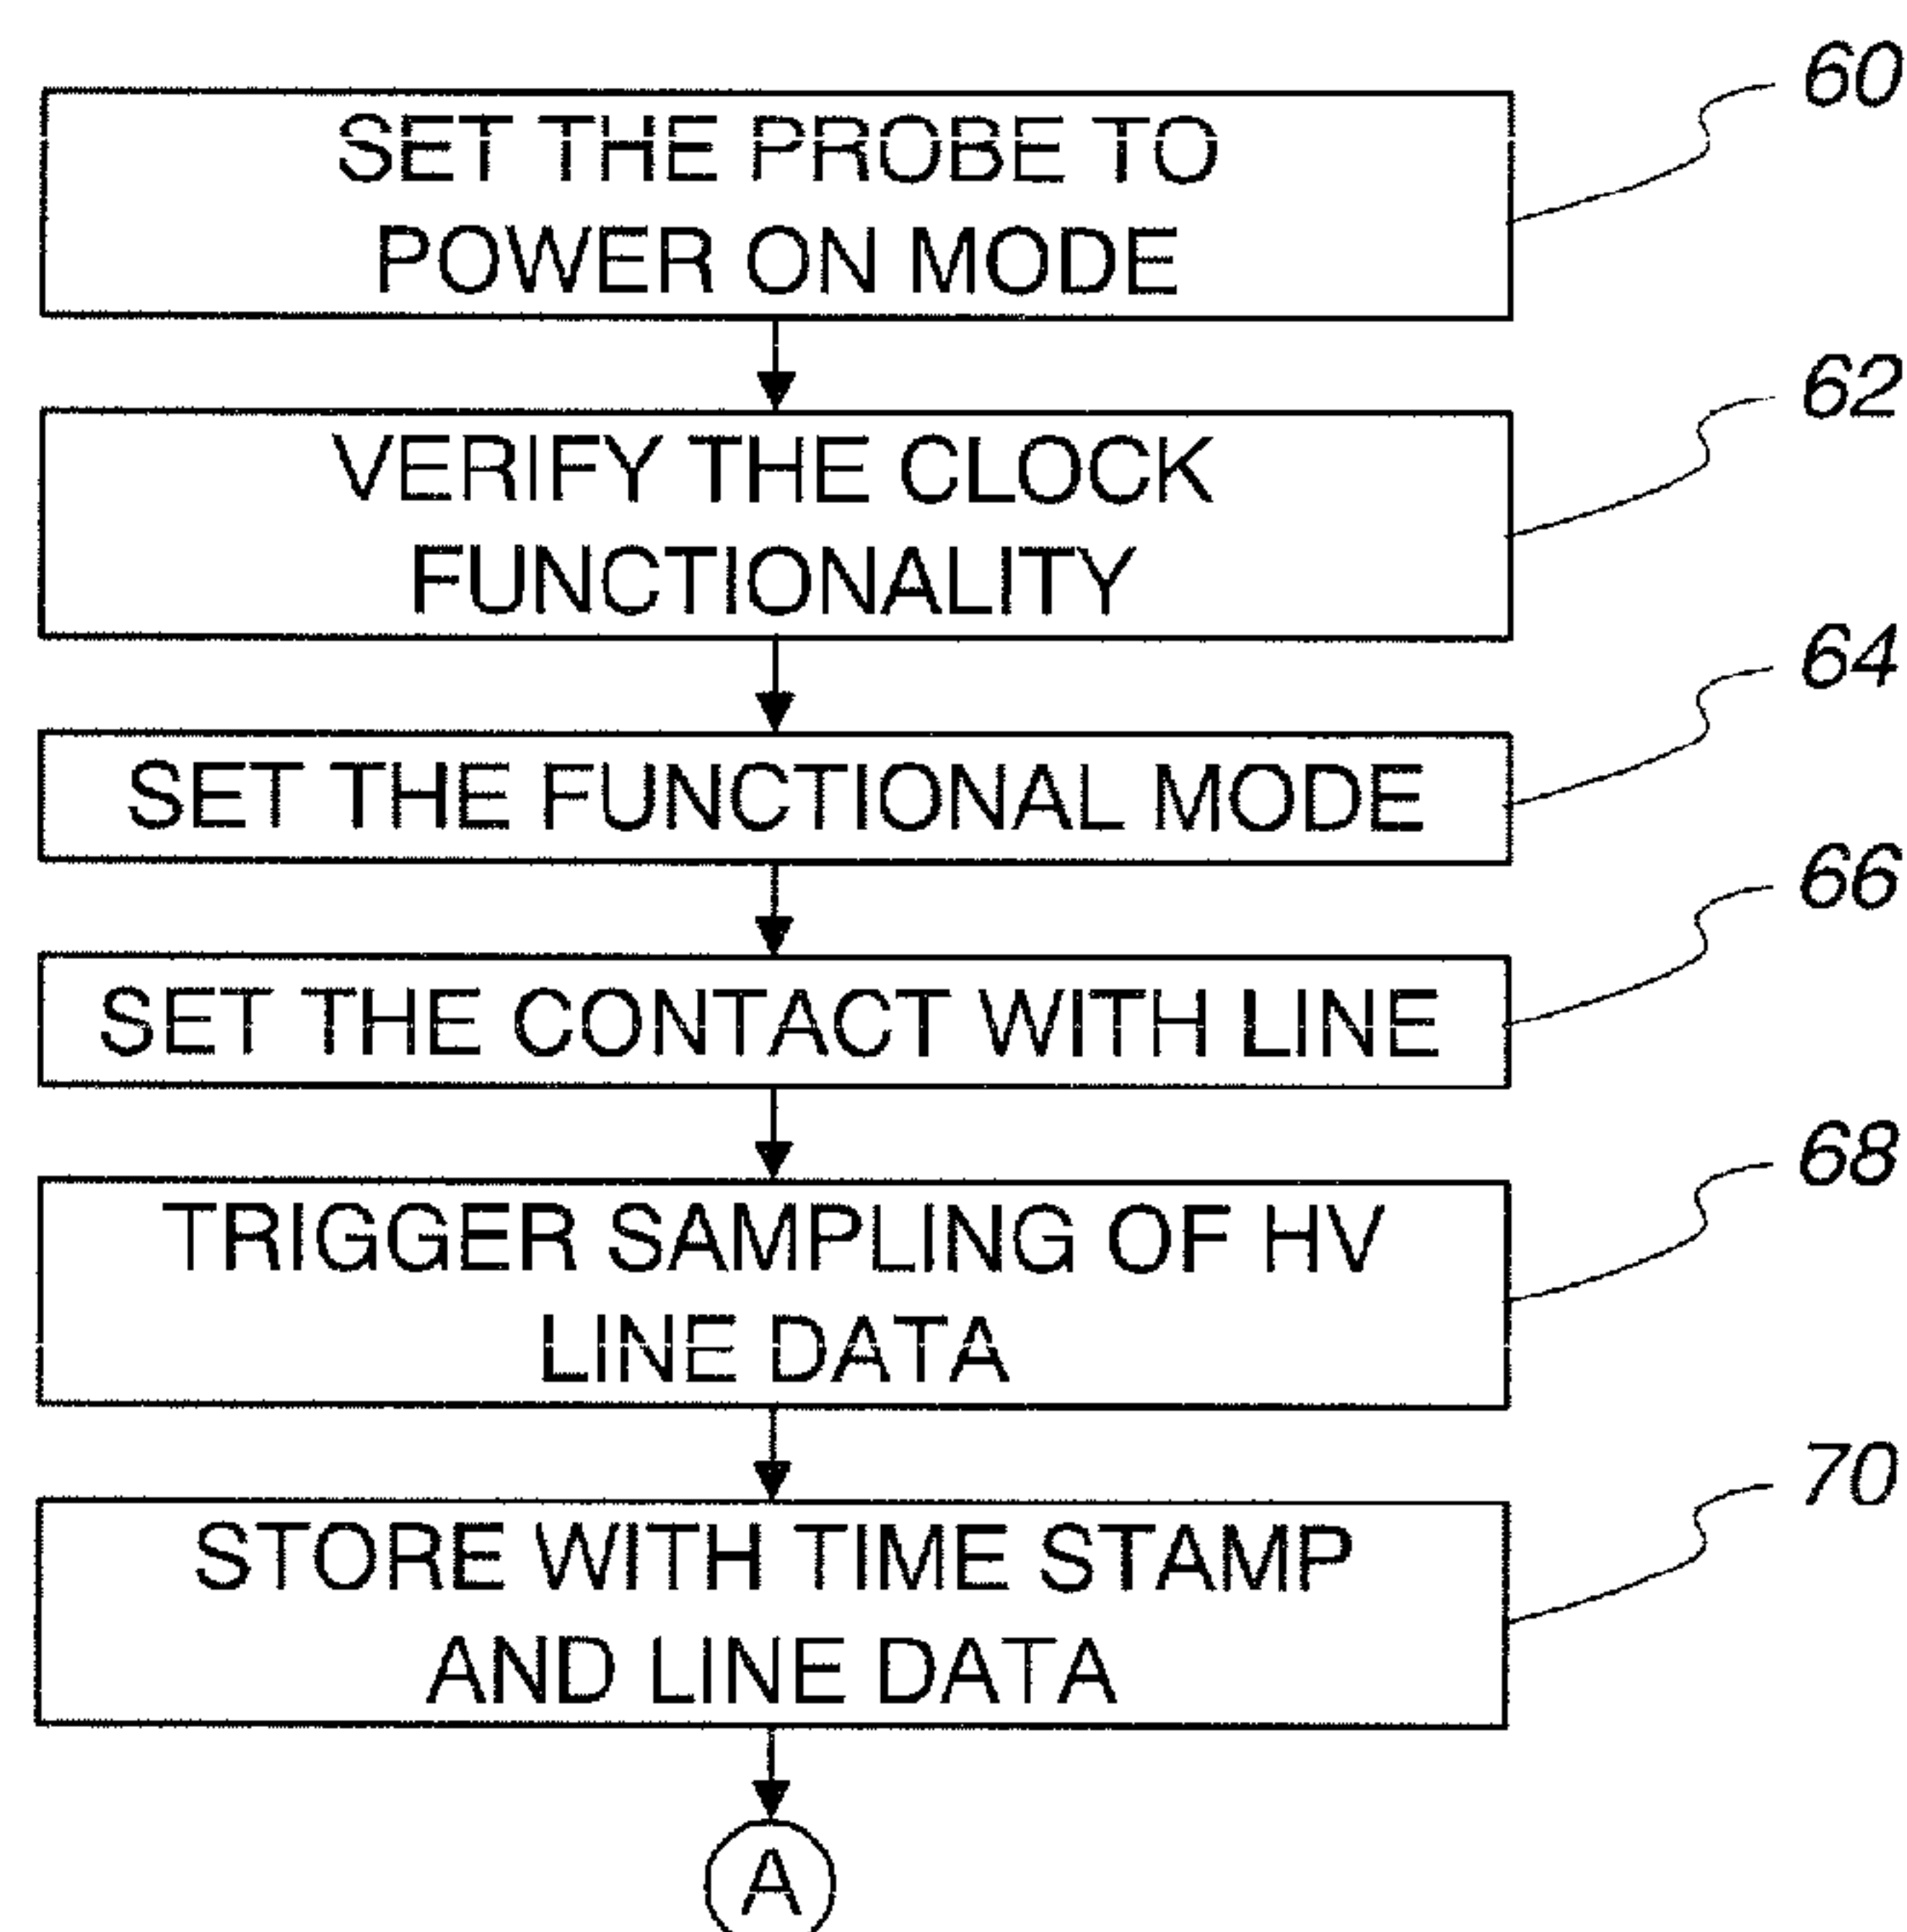 60
SET THE PROBE TO
POWER ON MODE
62
VERIFY THE CLOCK
FUNCTIONALITY
64
SET THE FUNCTIONAL MODE
66
SET THE CONTACT WITH LINE
68
TRIGGER SAMPLING OF HV
LINE DATA
70
STORE WITH TIME STAMP
AND LINE DATA
A